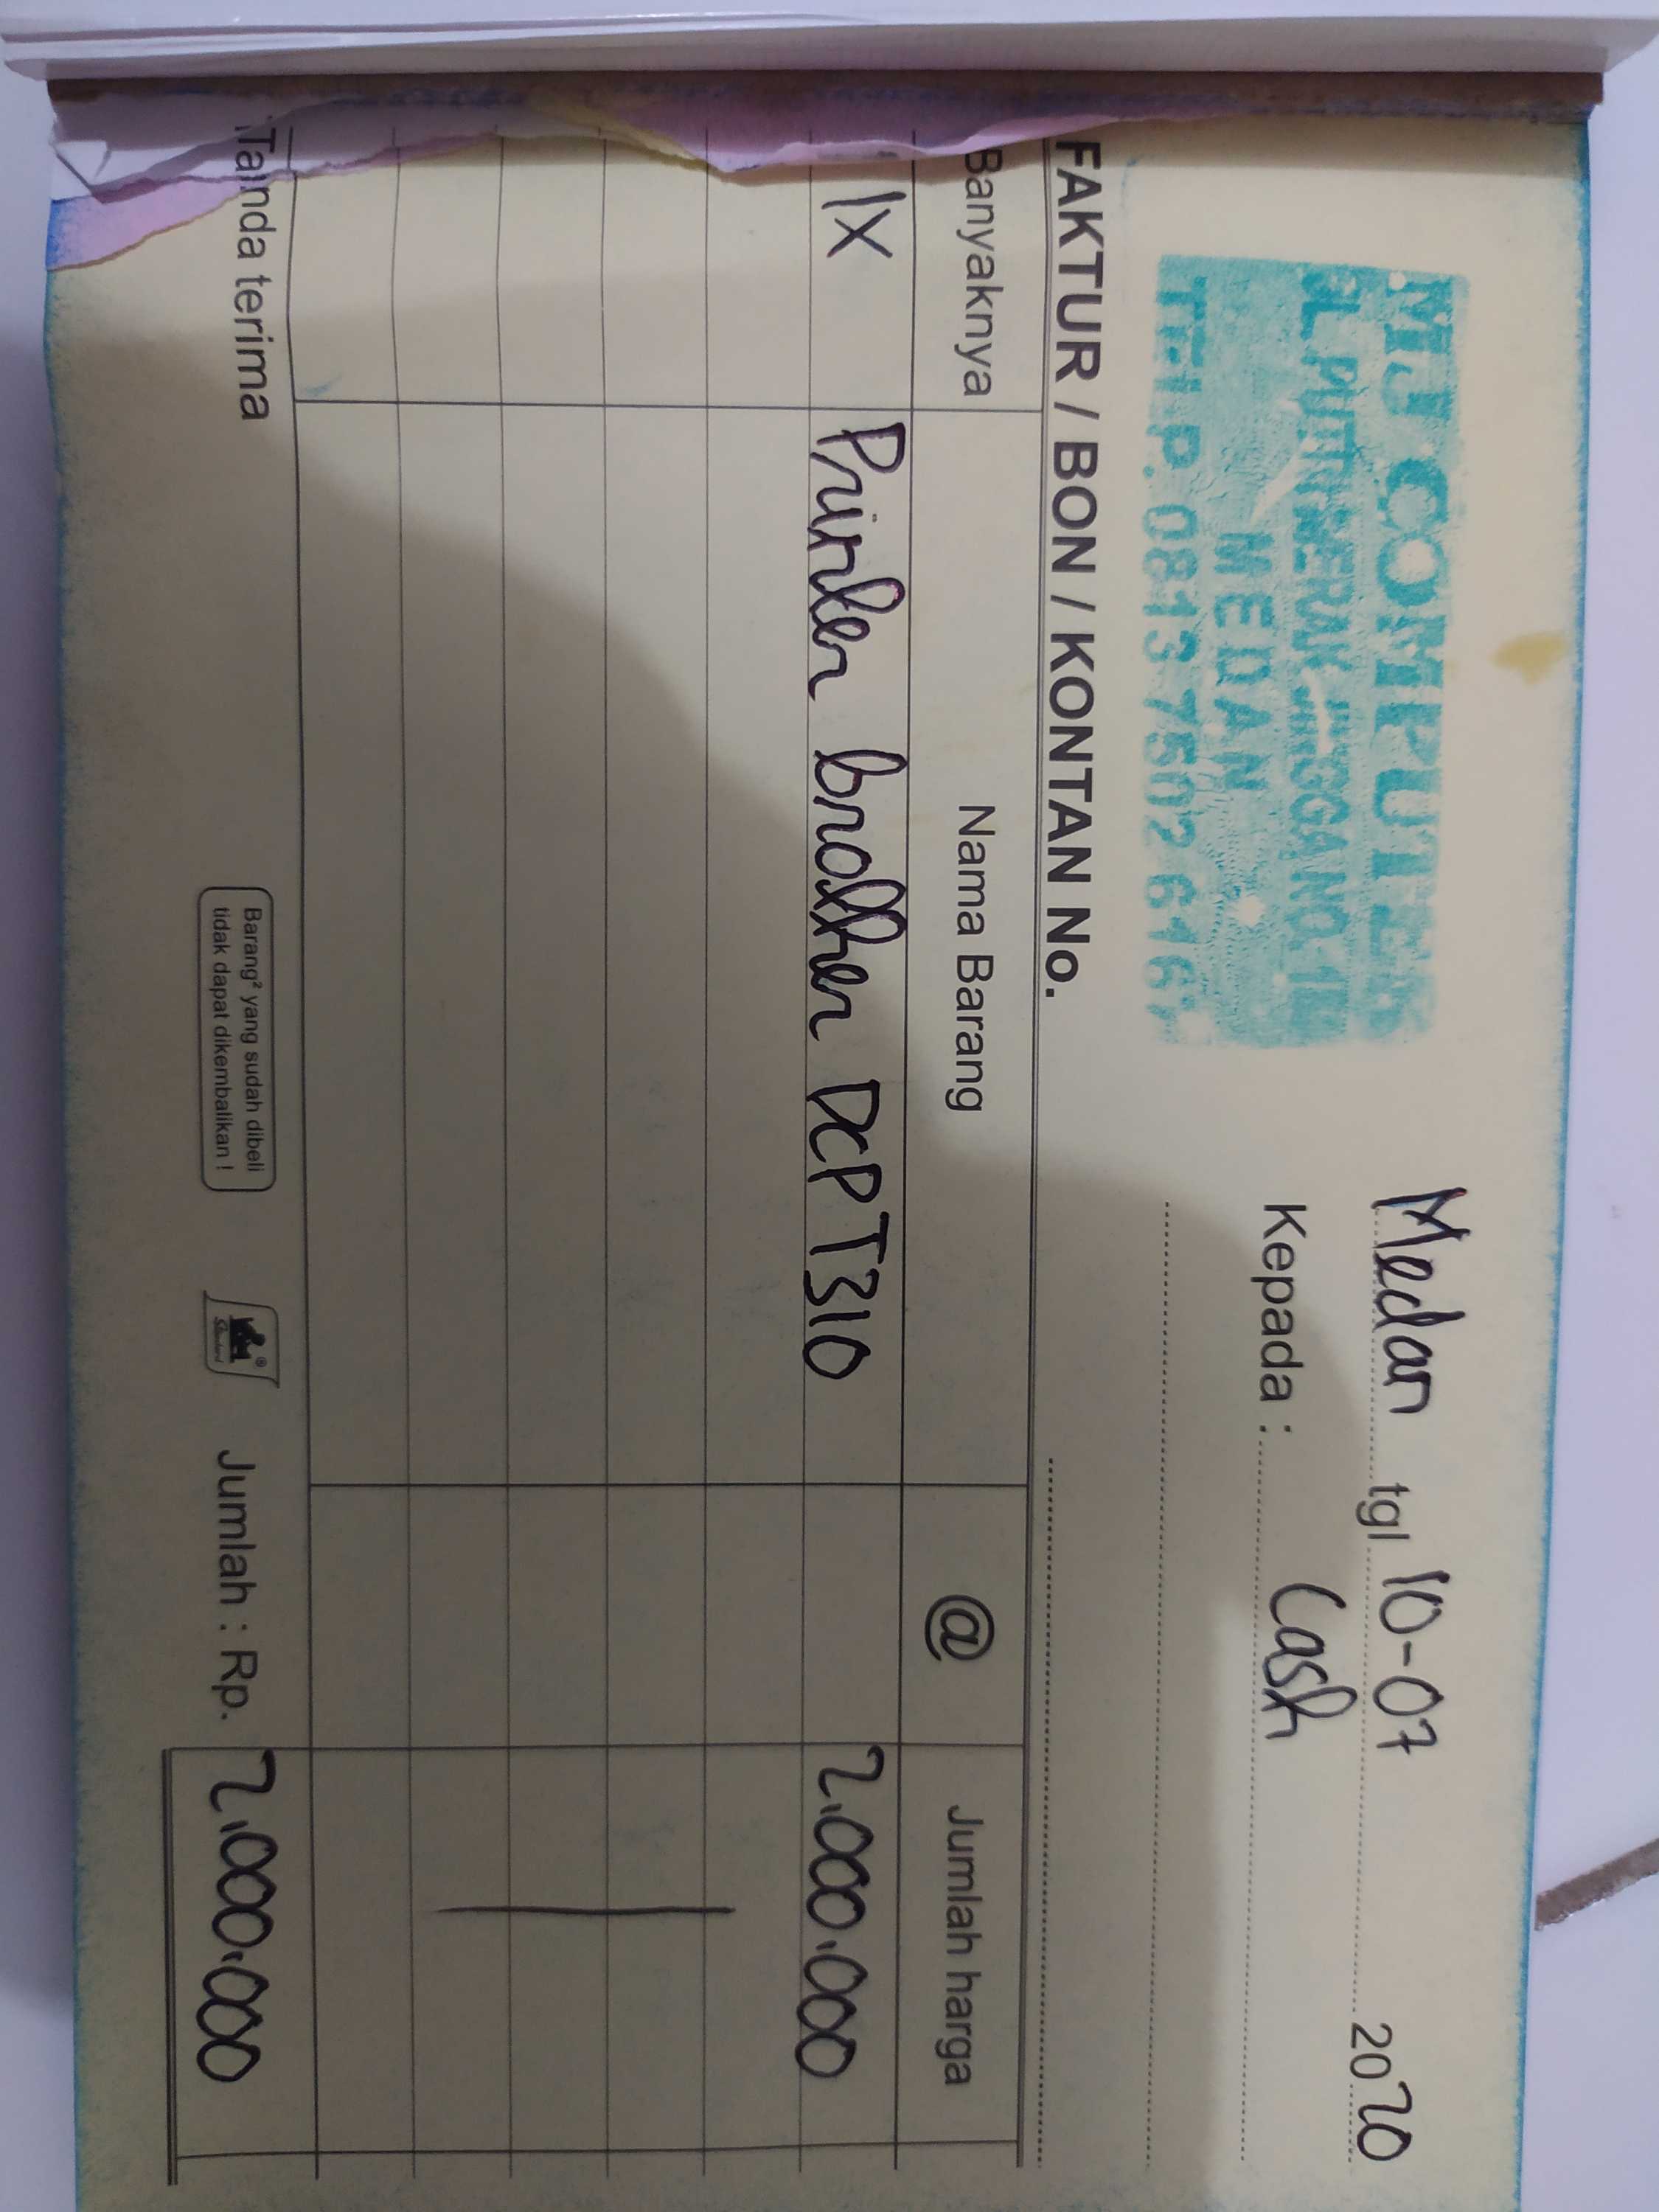 MJ COMPUTER
JL. PUTRI MERAK JINGGA NO. 1
MEDAN
TELP. 0813 7502 616
Medan tgl 10-07 2020
Kepada : Cash
FAKTUR / BON / KONTAN No.
Banyaknya Nama Barang @ Jumlah harga
1X Printer brother DCP T310 2.000.000
Tanda terima
Barang² yang sudah dibeli
tidak dapat dikembalikan !
Jumlah : Rp. 2.000.000